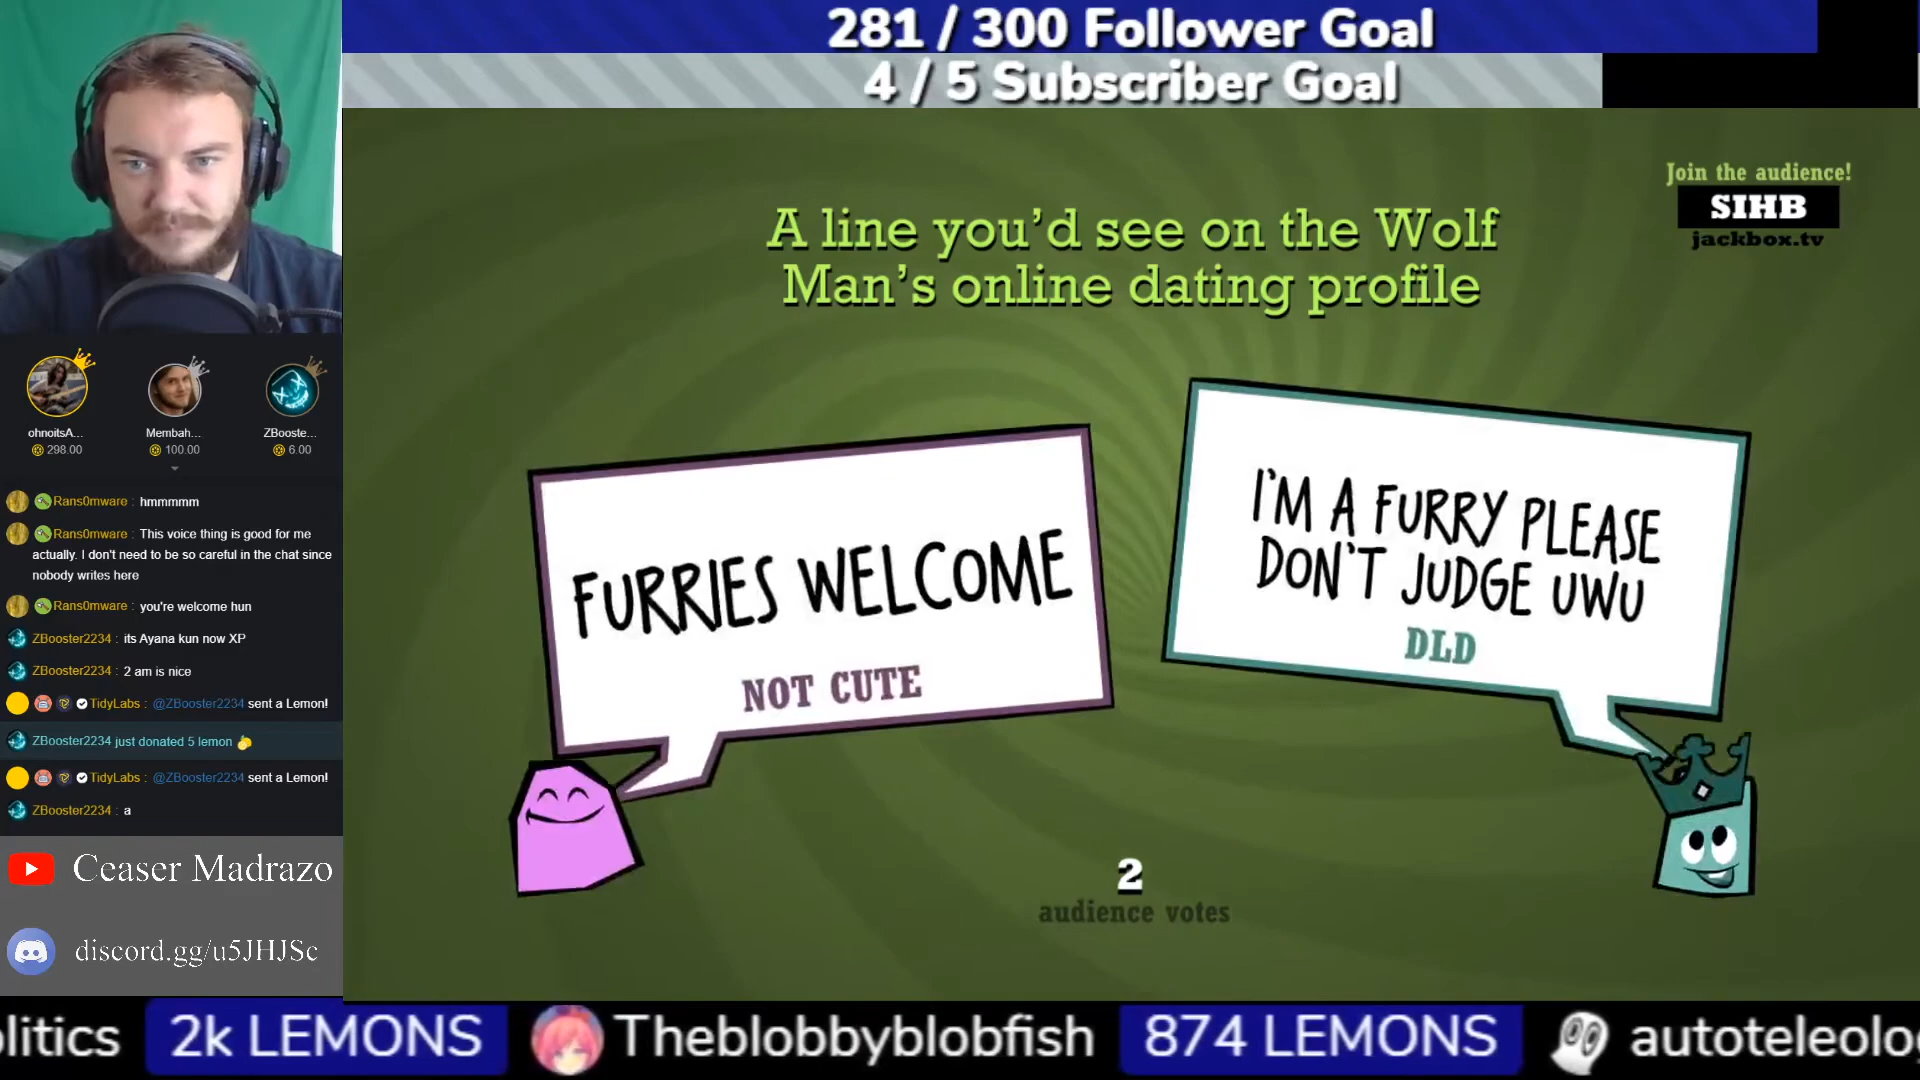 281 / 300 Follower Goal
4 / 5 Subscriber Goal
Join the audience!
SIHB
jackbox.tv
A line you'd see on the Wolf
Man's online dating profile
FURRIES WELCOME
NOT CUTE
I'M A FURRY PLEASE
DON'T JUDGE UWU
DLD
2
audience votes
ohnoitsA...
Membah...
ZBooste...
298.00
100.00
6.00
Rans0mware : hmmmmm
Rans0mware : This voice thing is good for me
actually. I don't need to be so careful in the chat since
nobody writes here
Rans0mware : you're welcome hun
ZBooster2234 : its Ayana kun now XP
ZBooster2234 : 2 am is nice
TidyLabs : @ZBooster2234 sent a Lemon!
ZBooster2234 just donated 5 lemon 🍋
TidyLabs : @ZBooster2234 sent a Lemon!
ZBooster2234 : a
Ceaser Madrazo
discord.gg/u5JHJSc
olitics 2k LEMONS Theblobbyblobfish 874 LEMONS autoteleolog